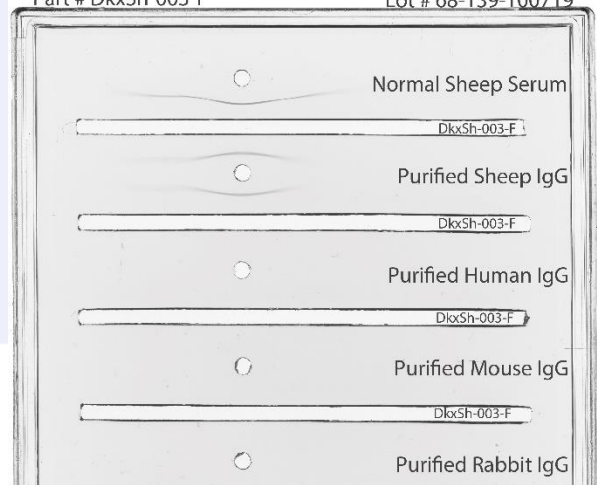 Part # DkxSh-003-F
Lot # 68-139-100719
Normal Sheep Serum
DkxSh-003-F
Purified Sheep IgG
DkxSh-003-F
Purified Human IgG
DkxSh-003-F
Purified Mouse IgG
DkxSh-003-F
Purified Rabbit IgG